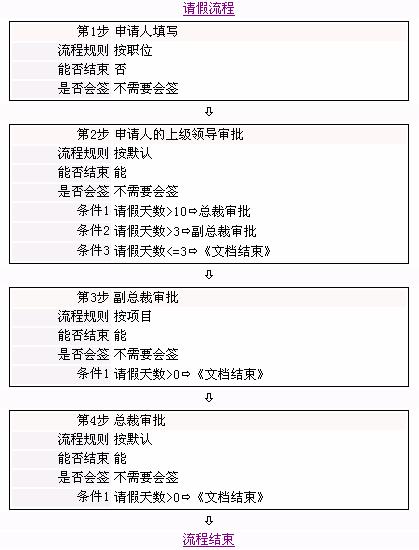 请假流程
第1步 申请人填写
流程规则 按职位
能否结束 否
是否会签 不需要会签
⇩
第2步 申请人的上级领导审批
流程规则 按默认
能否结束 能
是否会签 不需要会签
条件1 请假天数>10⇨总裁审批
条件2 请假天数>3⇨副总裁审批
条件3 请假天数<=3⇨《文档结束》
⇩
第3步 副总裁审批
流程规则 按项目
能否结束 能
是否会签 不需要会签
条件1 请假天数>0⇨《文档结束》
⇩
第4步 总裁审批
流程规则 按默认
能否结束 能
是否会签 不需要会签
条件1 请假天数>0⇨《文档结束》
⇩
流程结束